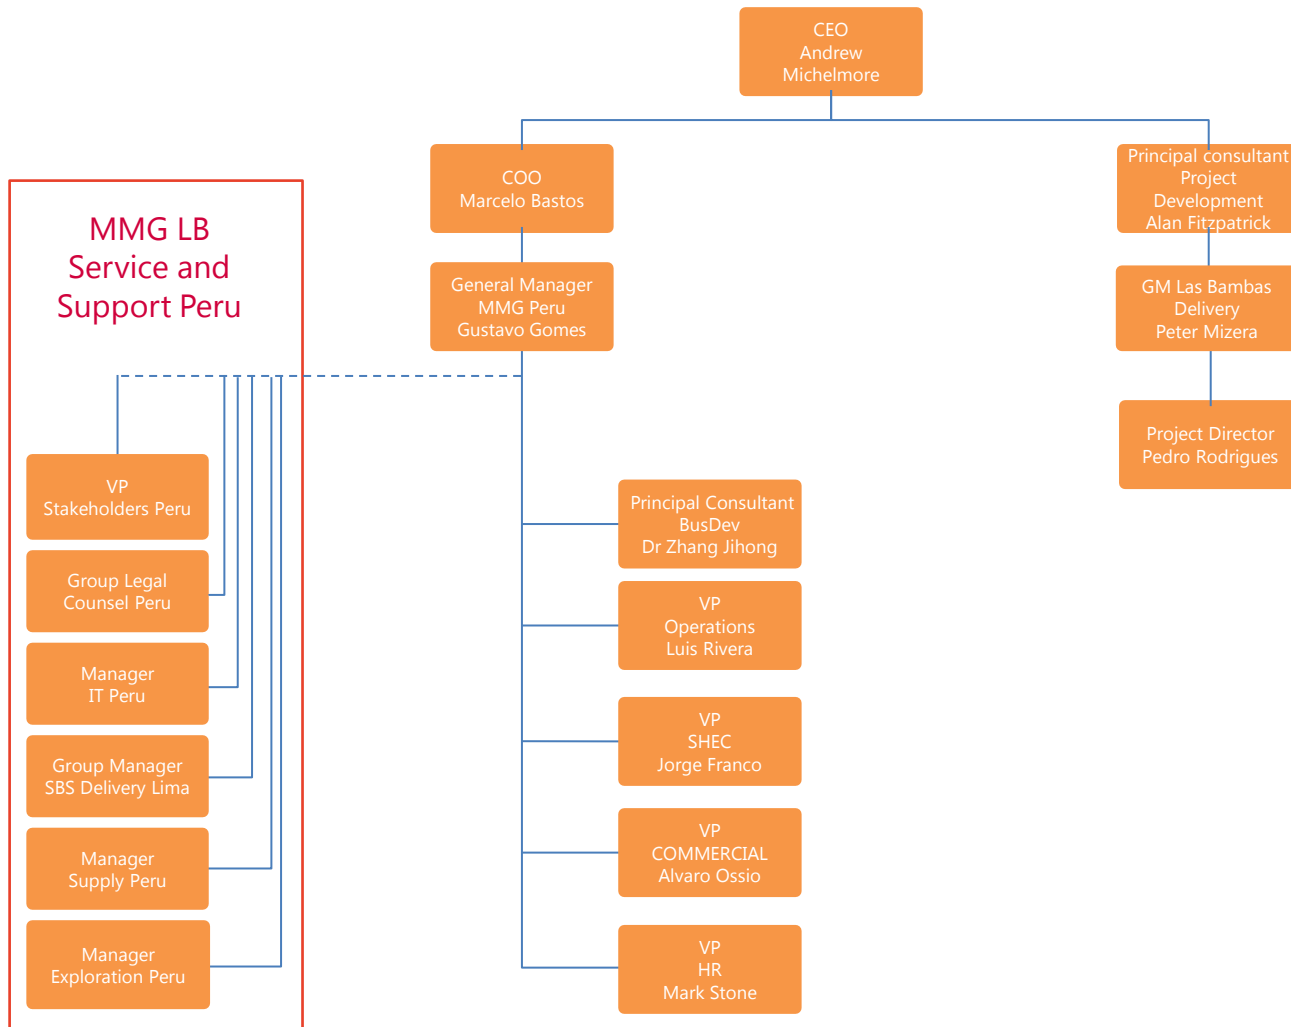 CEO
Andrew
Michelmore
COO
Marcelo Bastos
Principal consultant
Project
Development
Alan Fitzpatrick
MMG LB
Service and
Support Peru
General Manager
MMG Peru
Gustavo Gomes
GM Las Bambas
Delivery
Peter Mizera
Project Director
Pedro Rodrigues
VP
Stakeholders Peru
Group Legal
Counsel Peru
Manager
IT Peru
Group Manager
SBS Delivery Lima
Manager
Supply Peru
Manager
Exploration Peru
Principal Consultant
BusDev
Dr Zhang Jihong
VP
Operations
Luis Rivera
VP
SHEC
Jorge Franco
VP
COMMERCIAL
Alvaro Ossio
VP
HR
Mark Stone